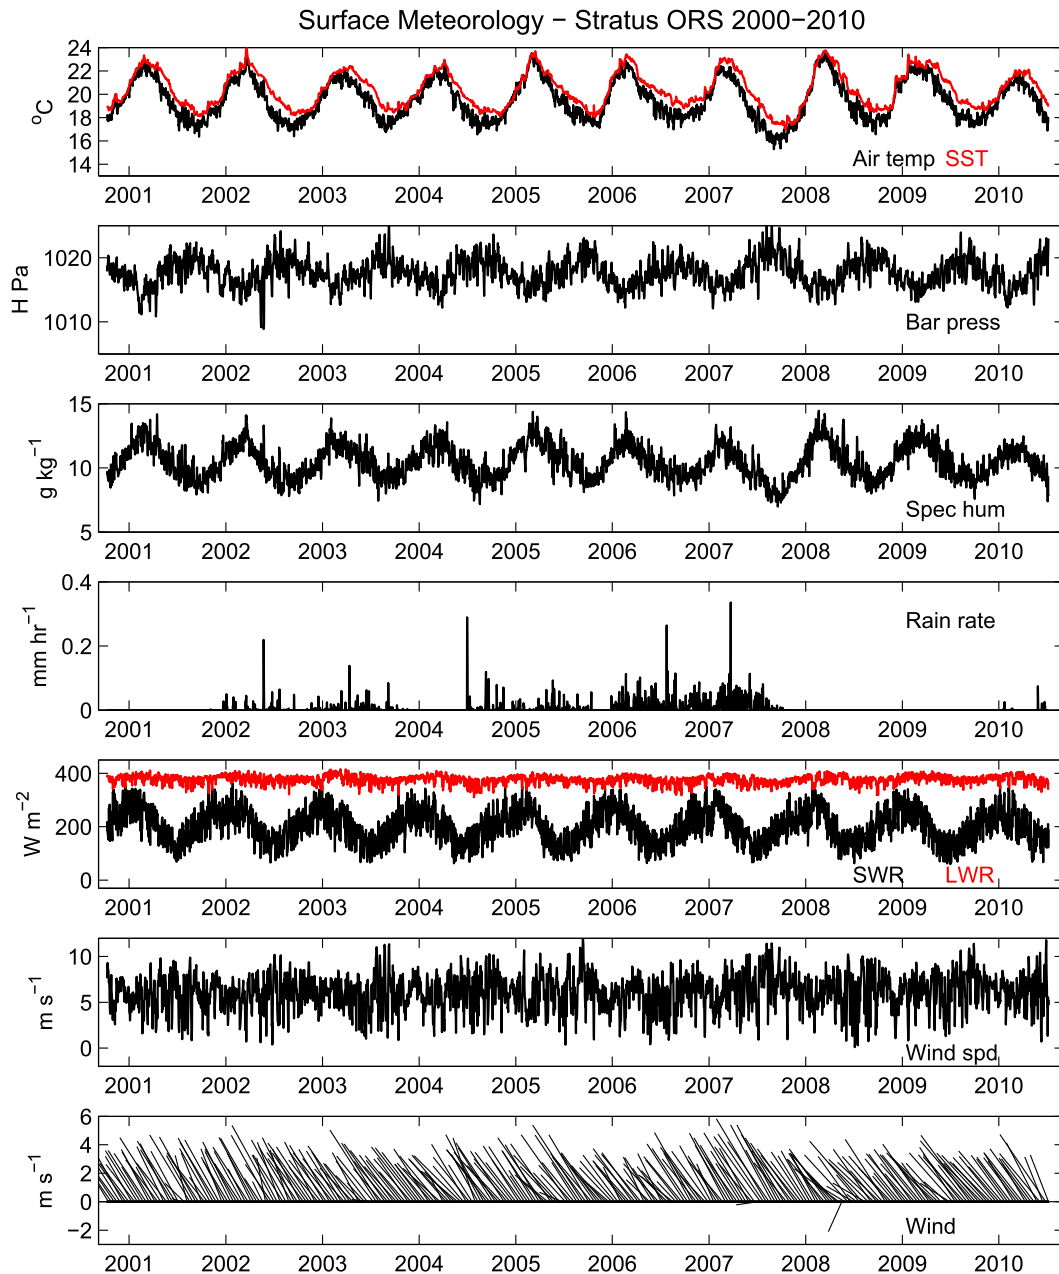 Surface Meteorology − Stratus ORS 2000−2010
24
22
20
18
16
14
°C
Air temp SST
2001 2002 2003 2004 2005 2006 2007 2008 2009 2010
1020
1010
H Pa
Bar press
2001 2002 2003 2004 2005 2006 2007 2008 2009 2010
15
10
5
g kg⁻¹
Spec hum
2001 2002 2003 2004 2005 2006 2007 2008 2009 2010
0.4
0.2
0
mm hr⁻¹
Rain rate
2001 2002 2003 2004 2005 2006 2007 2008 2009 2010
400
200
0
W m⁻²
SWR LWR
2001 2002 2003 2004 2005 2006 2007 2008 2009 2010
10
5
0
m s⁻¹
Wind spd
2001 2002 2003 2004 2005 2006 2007 2008 2009 2010
6
4
2
0
−2
m s⁻¹
Wind
2001 2002 2003 2004 2005 2006 2007 2008 2009 2010